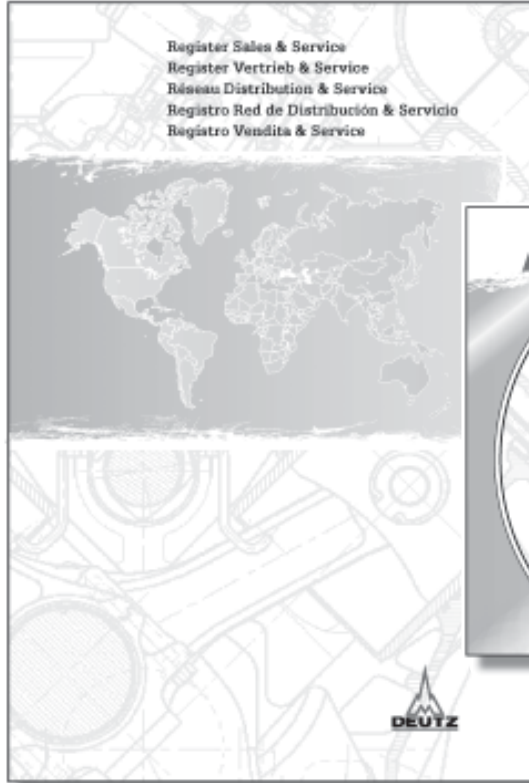 Register Sales & Service
Register Vertrieb & Service
Réseau Distribution & Service
Registro Red de Distribución & Servicio
Registro Vendita & Service
DEUTZ